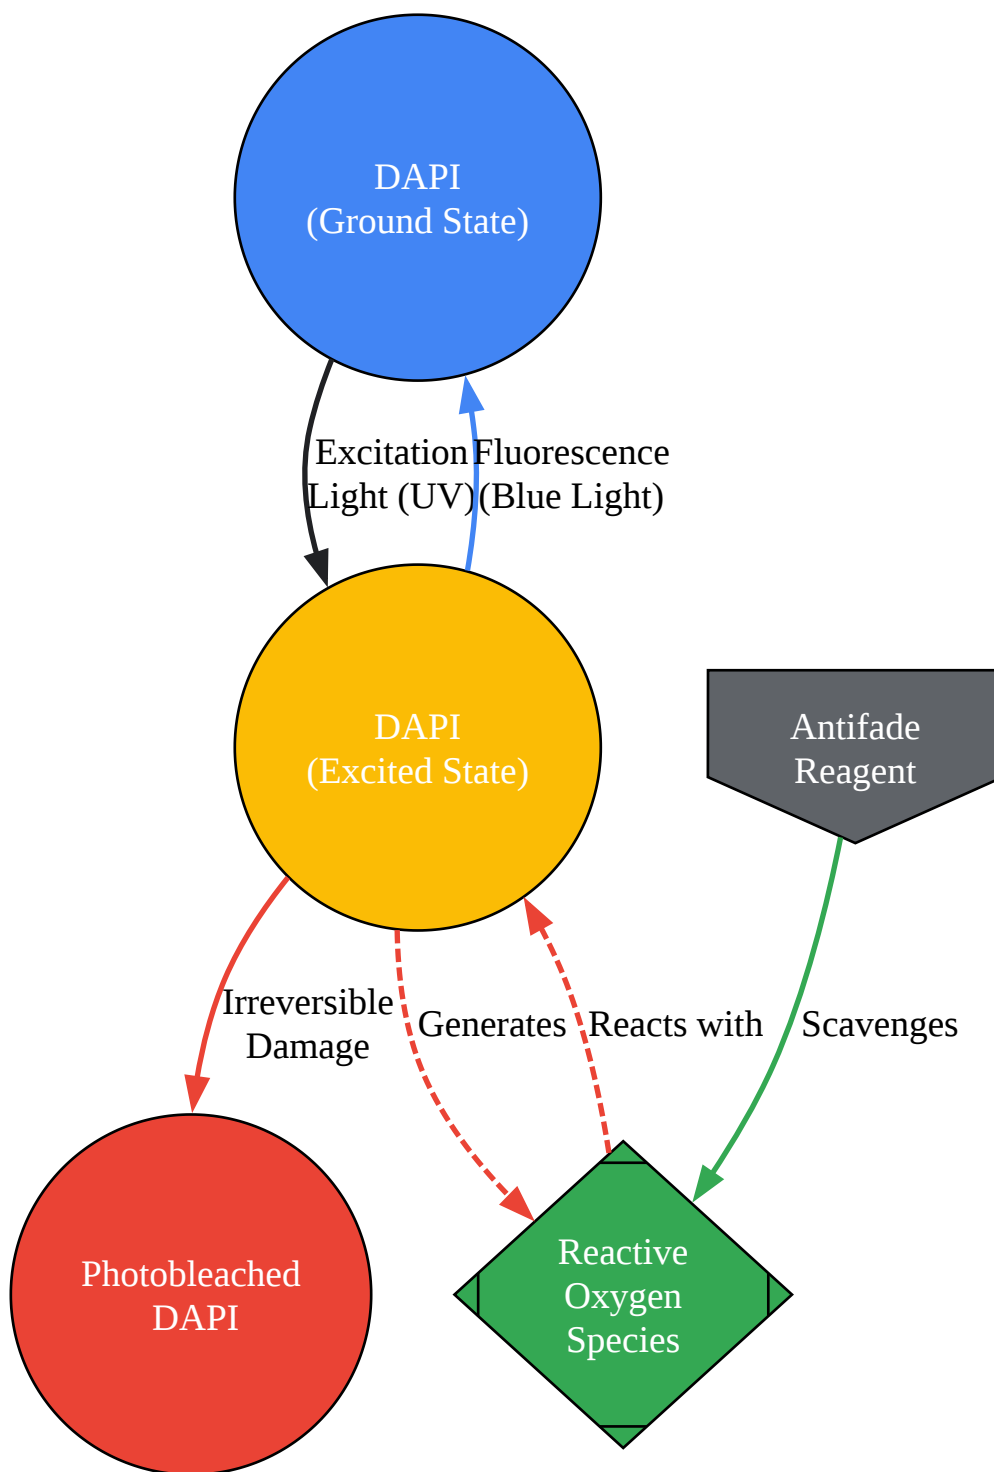 DAPI
(Ground State)
Excitation
Light (UV)
Fluorescence
(Blue Light)
DAPI
(Excited State)
Antifade
Reagent
Irreversible
Damage
Generates
Reacts with
Scavenges
Photobleached
DAPI
Reactive
Oxygen
Species